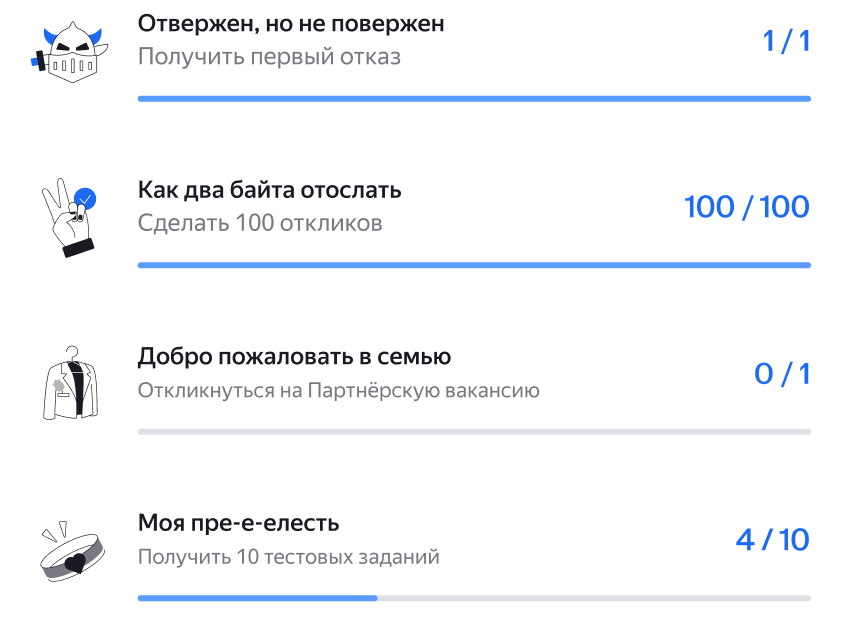 Отвержен, но не повержен
Получить первый отказ
1 / 1
Как два байта отослать
Сделать 100 откликов
100 / 100
Добро пожаловать в семью
Откликнуться на Партнёрскую вакансию
0 / 1
Моя пре-е-елесть
Получить 10 тестовых заданий
4 / 10